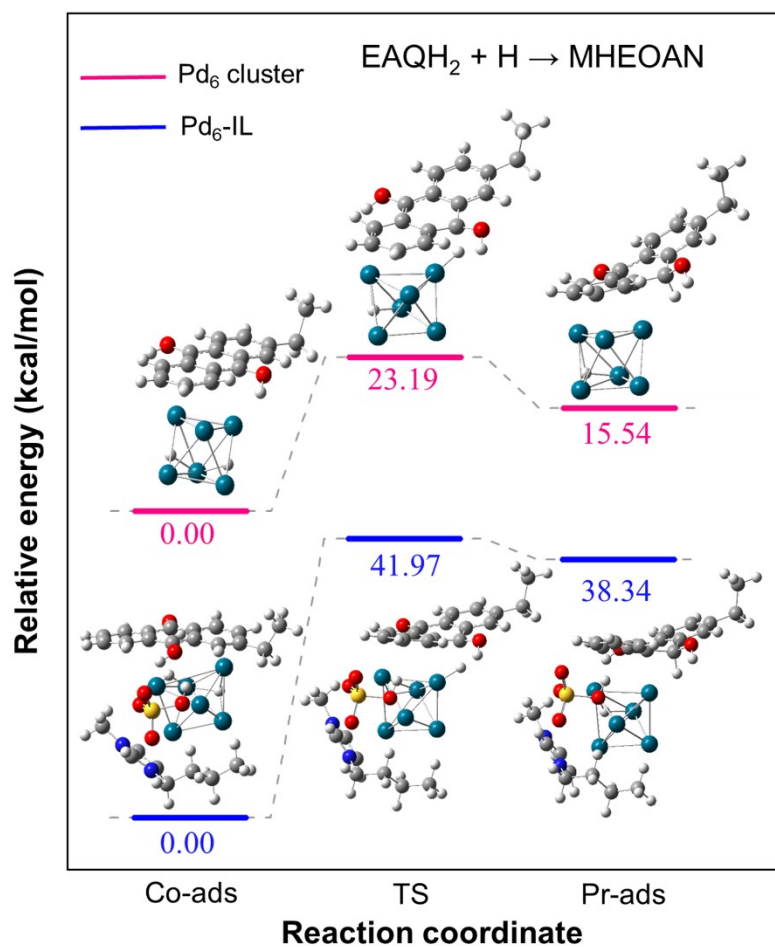 EAQH₂ + H → MHEOAN
Pd₆ cluster
Pd₆-IL
Relative energy (kcal/mol)
23.19
15.54
0.00
41.97
38.34
0.00
Co-ads TS Pr-ads
Reaction coordinate